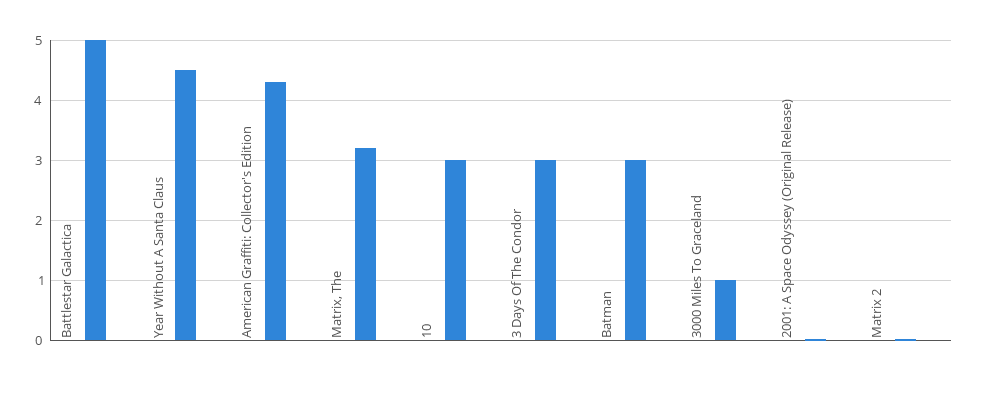 5
4
3
2
1
0
Battlestar Galactica
Year Without A Santa Claus
American Graffiti: Collector's Edition
Matrix, The
10
3 Days Of The Condor
Batman
3000 Miles To Graceland
2001: A Space Odyssey (Original Release)
Matrix 2